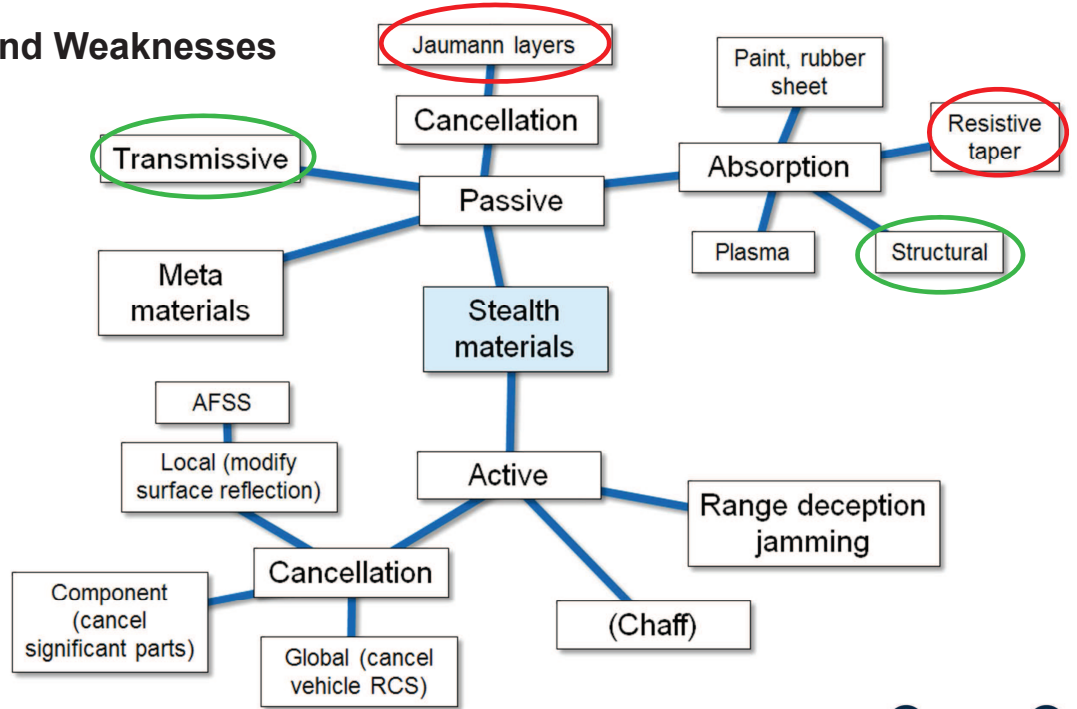 nd Weaknesses
Jaumann layers
Paint, rubber
sheet
Cancellation
Resistive
taper
Transmissive
Absorption
Passive
Plasma
Structural
Meta
materials
Stealth
materials
AFSS
Local (modify
surface reflection)
Active
Range deception
jamming
Cancellation
Component
(cancel
significant parts)
(Chaff)
Global (cancel
vehicle RCS)